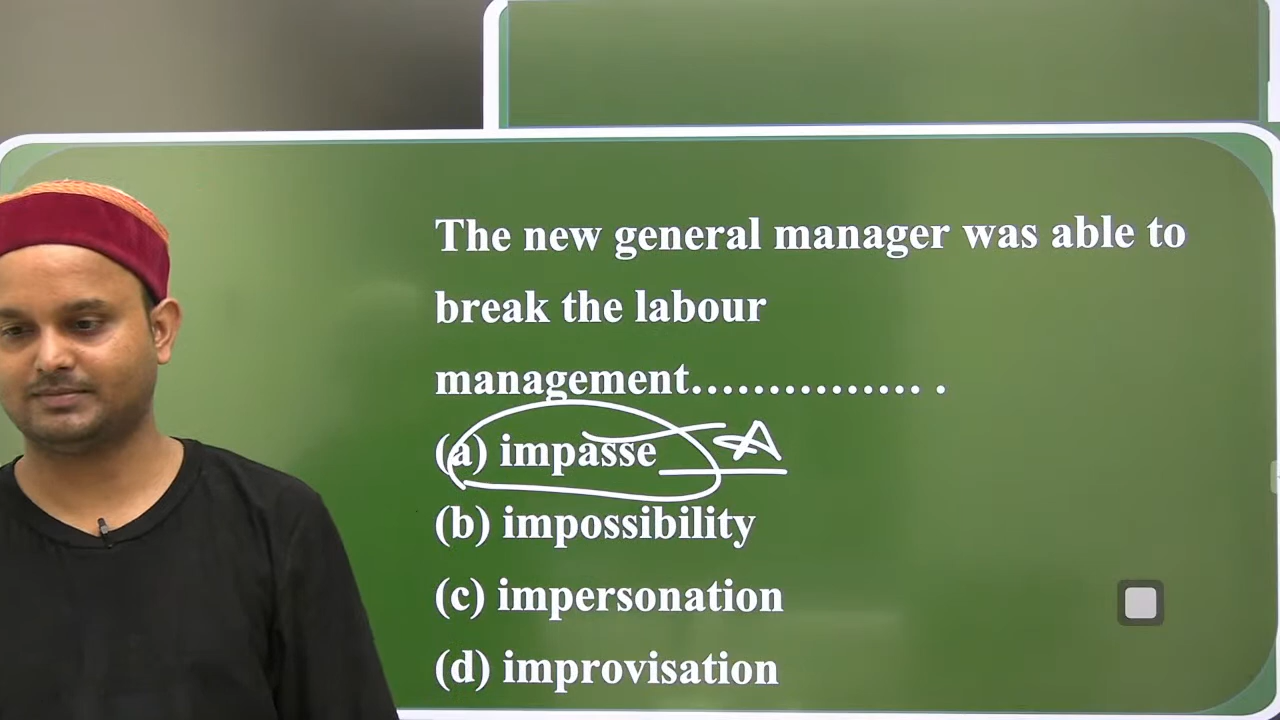 The new general manager was able to
break the labour
management............... .
(a) impasse A
(b) impossibility
(c) impersonation
(d) improvisation